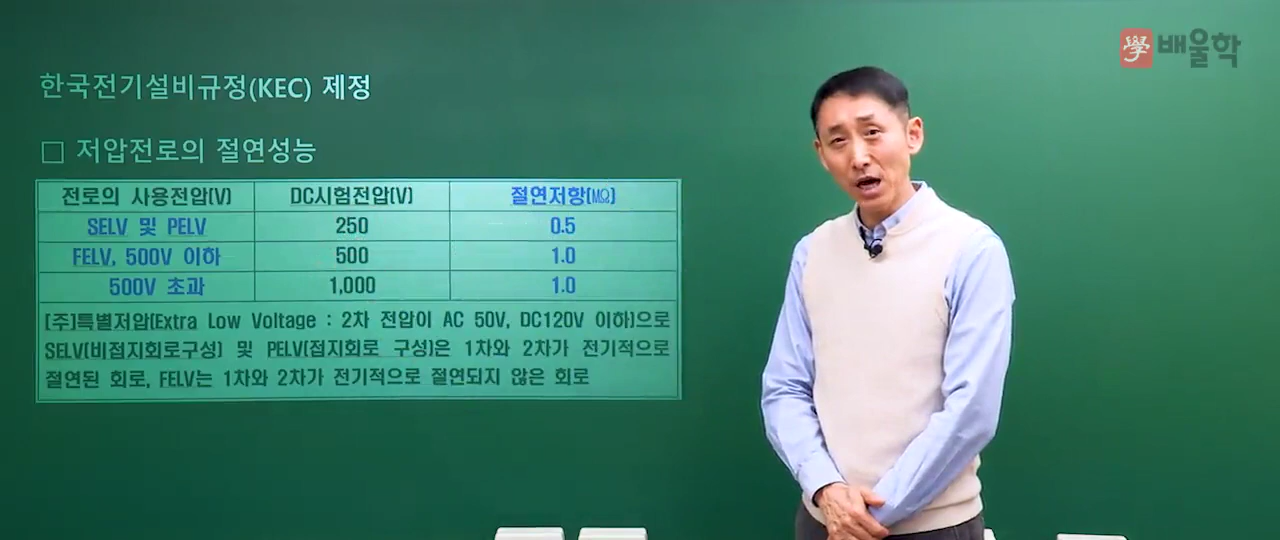 學 배울학
한국전기설비규정(KEC) 제정
□ 저압전로의 절연성능
전로의 사용전압(V) DC시험전압(V) 절연저항(㏁)
SELV 및 PELV 250 0.5
FELV, 500V 이하 500 1.0
500V 초과 1,000 1.0
[주]특별저압(Extra Low Voltage : 2차 전압이 AC 50V, DC120V 이하)으로
SELV(비접지회로구성) 및 PELV(접지회로 구성)은 1차와 2차가 전기적으로
절연된 회로, FELV는 1차와 2차가 전기적으로 절연되지 않은 회로